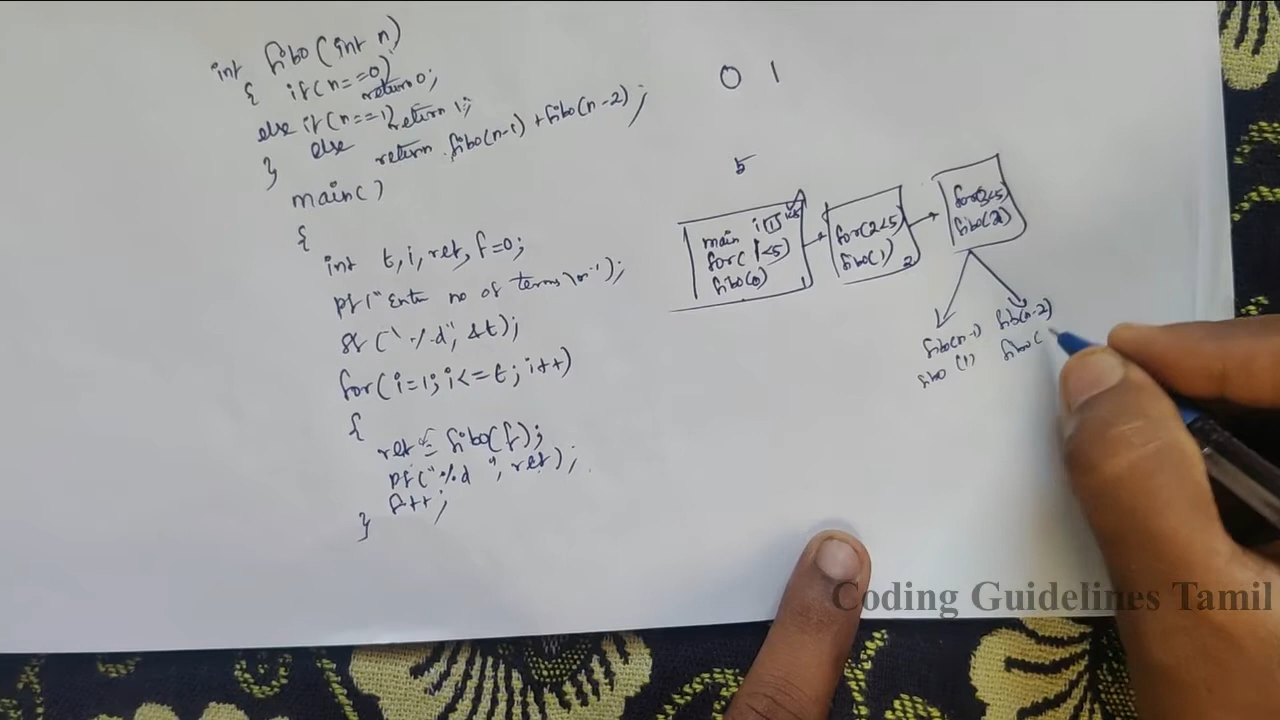 int fibo(int n)
{ if(n==0)
return 0;
else if(n==1)
return 1;
} else
return fibo(n-1) + fibo(n-2);
main()
{
int t, i, ret, f=0;
pf("Enter no of terms\n");
sf("%d", &t);
for(i=1; i<=t; i++)
{
ret = fibo(f);
pf("%d ", ret);
f++;
}
0 1
5
main i 1
for(1<5)
fibo(0)
1
for(2<5)
fibo(1)
2
for(3<5)
fibo(2)
fibo(n-1) fib(n-2)
fibo (1) fibo(
Coding Guidelines Tamil